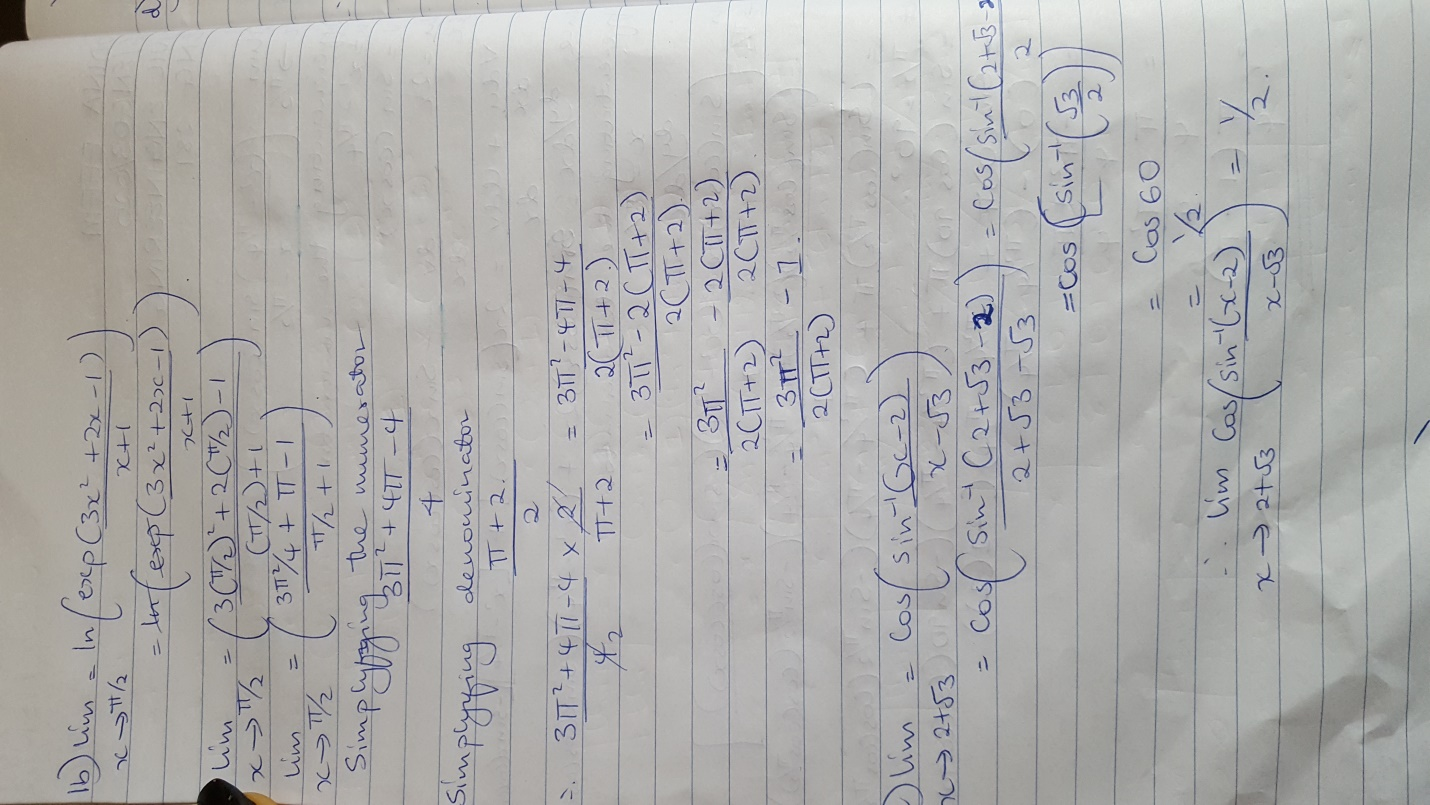 1b) lim = ln(exp(3x² + 2x - 1)/x+1)
x→π/2
= ln(exp(3x² + 2x - 1)/x+1)
lim = (3(π/2)² + 2(π/2) - 1/(π/2) + 1)
x→π/2
lim = (3π²/4 + π - 1/π/2 + 1)
x→π/2
Simplyfying the numerator
3π² + 4π - 4
4
Simplyfying denominator
π + 2.
2
∴ 3π² + 4π - 4/4 2 × 2/π + 2 = 3π² - 4π - 4/2(π + 2)
= 3π² - 2(π + 2)/2(π + 2).
= 3π²/2(π + 2) - 2(π + 2)/2(π + 2)
= 3π²/2(π + 2) - 1.
) lim = cos(sin⁻¹(x - 2)/x - √3)
x→2+√3
= cos(sin⁻¹(2 + √3 - 2)/2 + √3 - √3) = cos(sin⁻¹(2 + √3 -/2
= cos(sin⁻¹(√3/2))
= cos 60
= 1/2.
∴ lim cos(sin⁻¹(x - 2)/x - √3) = 1/2.
x→2+√3